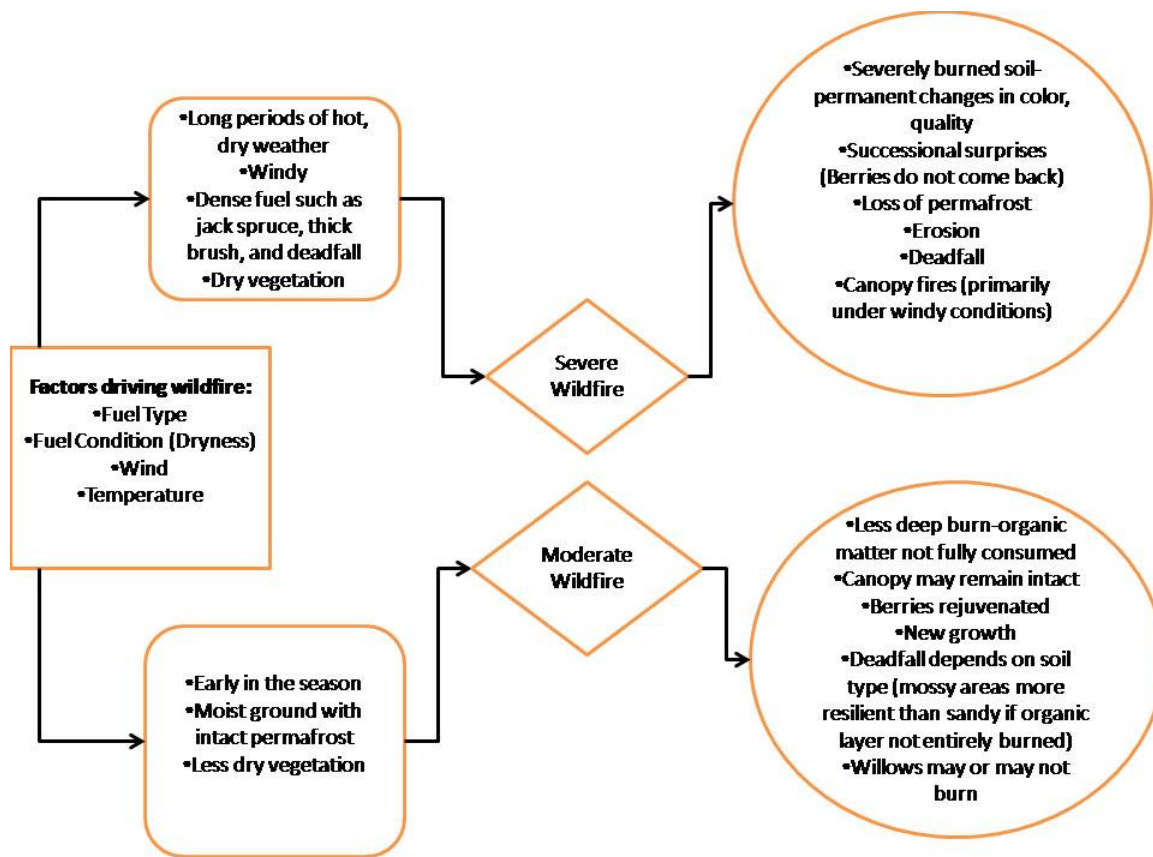 •Long periods of hot,
dry weather
•Windy
•Dense fuel such as
jack spruce, thick
brush, and deadfall
•Dry vegetation
•Severely burned soil-
permanent changes in color,
quality
•Successional surprises
(Berries do not come back)
•Loss of permafrost
•Erosion
•Deadfall
•Canopy fires (primarily
under windy conditions)
Severe
Wildfire
Factors driving wildfire:
•Fuel Type
•Fuel Condition (Dryness)
•Wind
•Temperature
Moderate
Wildfire
•Less deep burn-organic
matter not fully consumed
•Canopy may remain intact
•Berries rejuvenated
•New growth
•Deadfall depends on soil
type (mossy areas more
resilient than sandy if organic
layer not entirely burned)
•Willows may or may not
burn
•Early in the season
•Moist ground with
intact permafrost
•Less dry vegetation